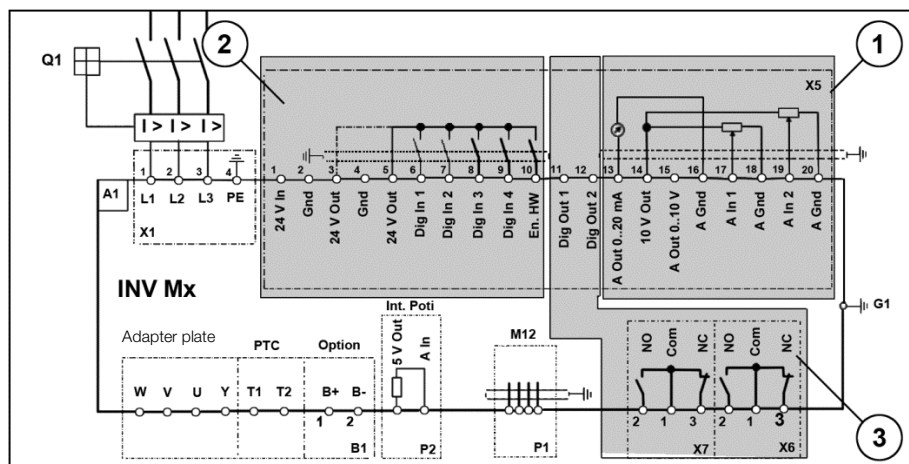 Q1
2
1
X5
I > I > I >
1 2 3 4
L1 L2 L3 PE
X1
A1
1 2 3 4 5 6 7 8 9 10 11 12 13 14 15 16 17 18 19 20
24 V In
Gnd
24 V Out
Gnd
24 V Out
Dig In 1
Dig In 2
Dig In 3
Dig In 4
En. HW
Dig Out 1
Dig Out 2
A Out 0..20 mA
10 V Out
A Out 0..10 V
A Gnd
A In 1
A Gnd
A In 2
A Gnd
INV Mx
G1
Adapter plate
PTC
Option
Int. Poti
M12
W V U Y T1 T2 B+ B-
1 2
B1
5 V Out
A In
P2
P1
NO Com NC
2 1 3
X7
NO Com NC
2 1 3
X6
3